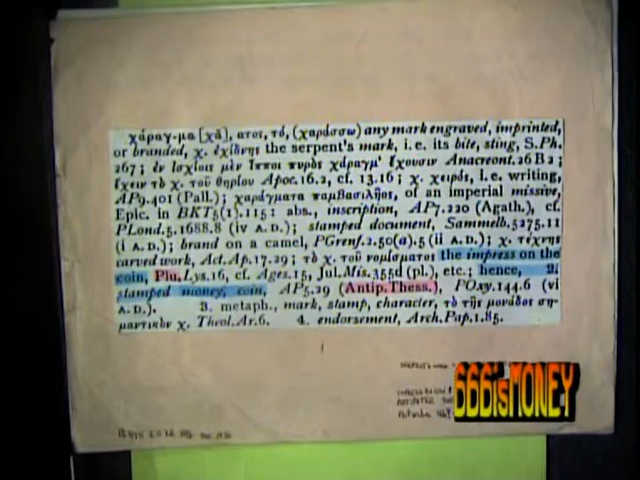 χάραγ-μα [χᾰ], ατος, τό, (χαράσσω) any mark engraved, imprinted,
or branded, χ. ἐχίδνης the serpent's mark, i.e. its bite, sting, S.Ph.
267; ἐν ἰσχίοις μὲν ἵπποι πυρὸς χάραγμ' ἔχουσιν Anacreont.26B2;
ἔχειν τὸ χ. τοῦ θηρίου Apoc.16.2, cf. 13.16; χ. χειρός, i.e. writing,
AP9.401 (Pall.); χαράγματα παμβασιλῆος, of an imperial missive,
Epic. in BKT5(1).115: abs., inscription, AP7.220 (Agath.), cf.
PLond.5.1688.8 (iv A.D.); stamped document, Sammelb.5275.11
(i A.D.); brand on a camel, PGrenf.2.50(a).5 (ii A.D.); χ. τέχνης
carved work, Act.Ap.17.29; τὸ χ. τοῦ νομίσματος the impress on the
coin, Plu.Lys.16, cf. Ages.15, Jul.Mis.355d (pl.), etc.; hence, 2.
stamped money, coin, AP5.29 (Antip.Thess.), POxy.144.6 (vi
A.D.). 3. metaph., mark, stamp, character, τὸ τῆς μονάδος ση-
μαντικὸν χ. Theol.Ar.6. 4. endorsement, Arch.Pap.1.85.
666isMONEY